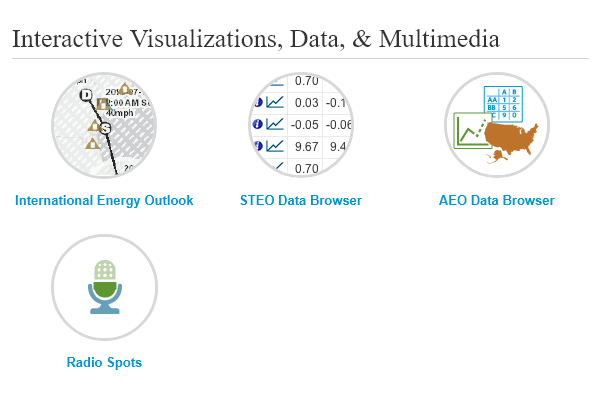 Interactive Visualizations, Data, & Multimedia
D
9:00 AM
40mph
S
0.70
0.03 -0.1
-0.05 -0.06
9.67 9.4
0.70
A B
AA 1 2
BB 5 6
C 9 0
International Energy Outlook
STEO Data Browser
AEO Data Browser
Radio Spots